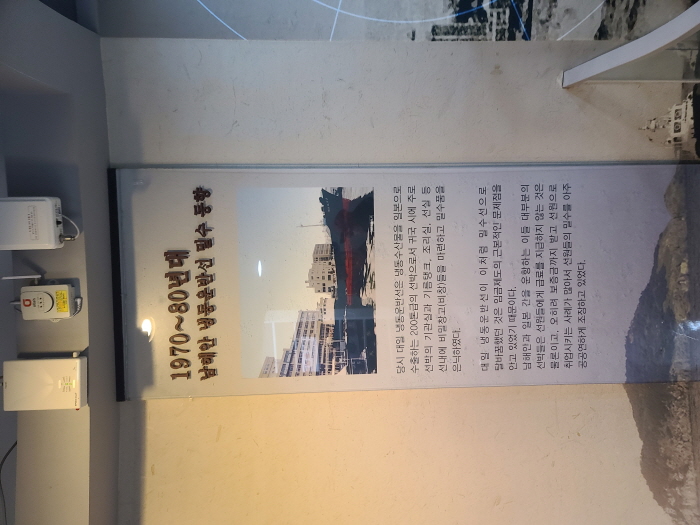 1970~80년대
남해안 냉동운반선 밀수 동향
당시 대일 냉동운반선은 냉동수산물을 일본으로
수출하는 200톤급의 선박으로서 귀국 시에 주로
선박의 기관실과 기름탱크, 조리실, 선실 등
선내에 비밀창고(비창)들을 마련하고 밀수품을
은닉하였다.
대일 냉동운반선이 이처럼 밀수선으로
탈바꿈했던 것은 임금제도의 근본적인 문제점을
안고 있었기 때문이다.
남해안과 일본 간을 운항하는 이들 대부분의
선박들은 선원들에게 급료를 지급하지 않는 것은
물론이고, 오히려 보증금까지 받고 선원으로
취업시키는 사례가 많아서 선원들의 밀수를 아주
공공연하게 조장하고 있었다.